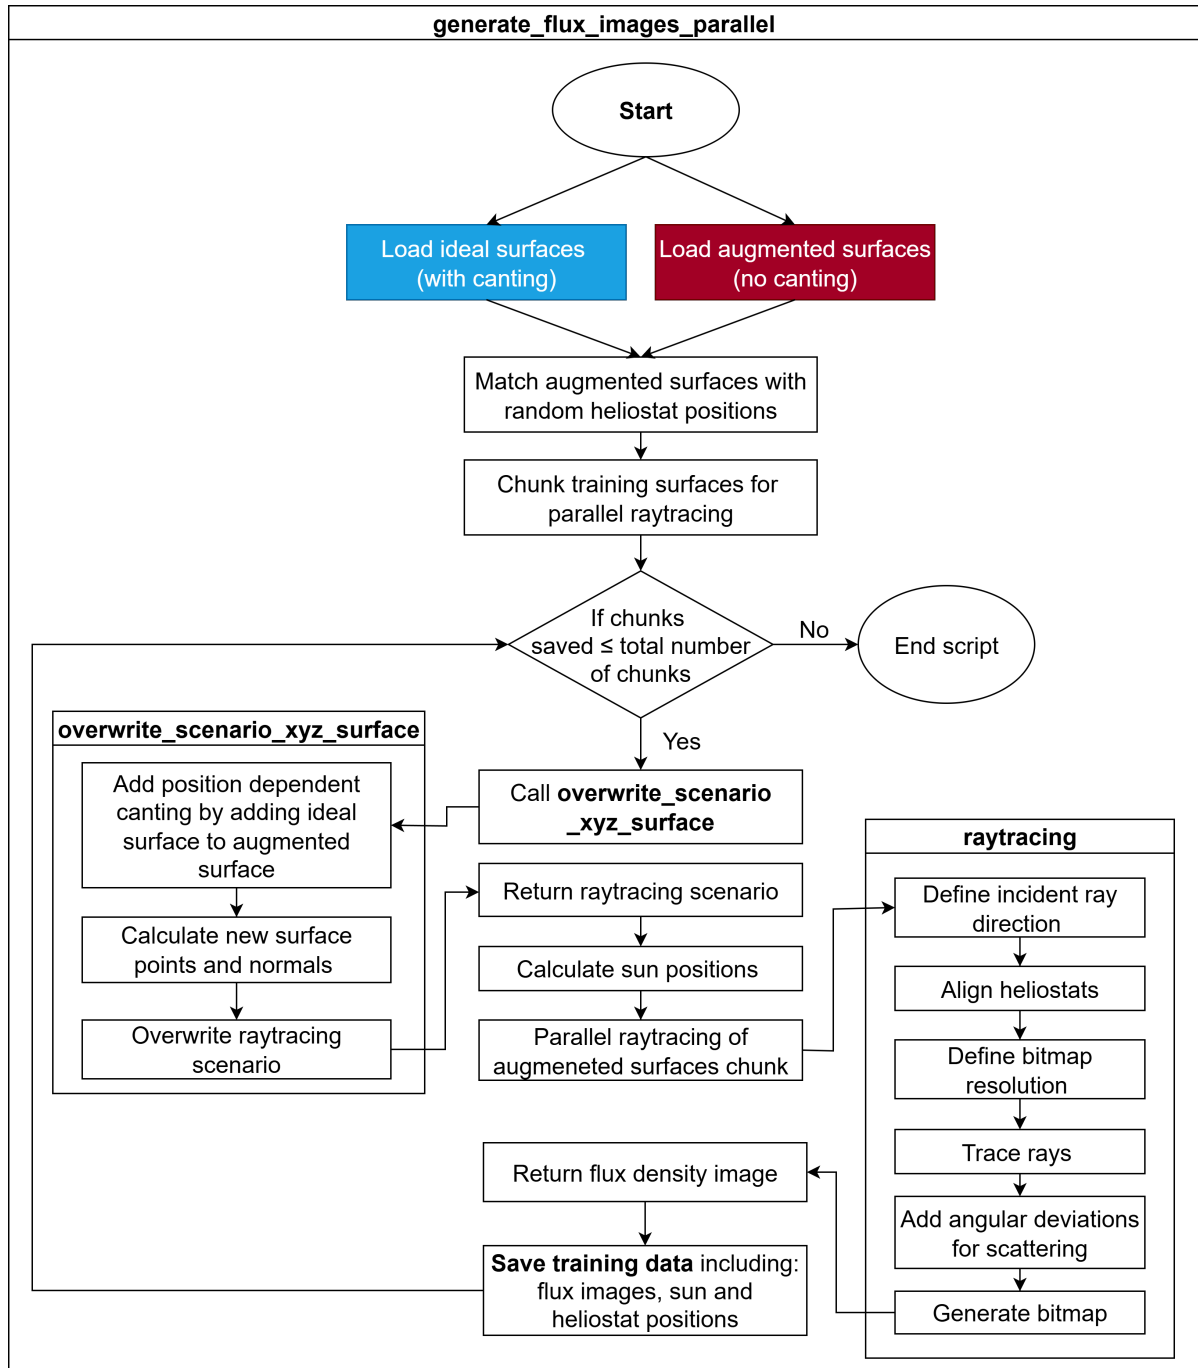 generate_flux_images_parallel
Start
Load ideal surfaces
(with canting)
Load augmented surfaces
(no canting)
Match augmented surfaces with
random heliostat positions
Chunk training surfaces for
parallel raytracing
If chunks
saved ≤ total number
of chunks
No
End script
Yes
Call overwrite_scenario
_xyz_surface
overwrite_scenario_xyz_surface
Add position dependent
canting by adding ideal
surface to augmented
surface
Calculate new surface
points and normals
Overwrite raytracing
scenario
Return raytracing scenario
Calculate sun positions
Parallel raytracing of
augmeneted surfaces chunk
raytracing
Define incident ray
direction
Align heliostats
Define bitmap
resolution
Trace rays
Add angular deviations
for scattering
Generate bitmap
Return flux density image
Save training data including:
flux images, sun and
heliostat positions